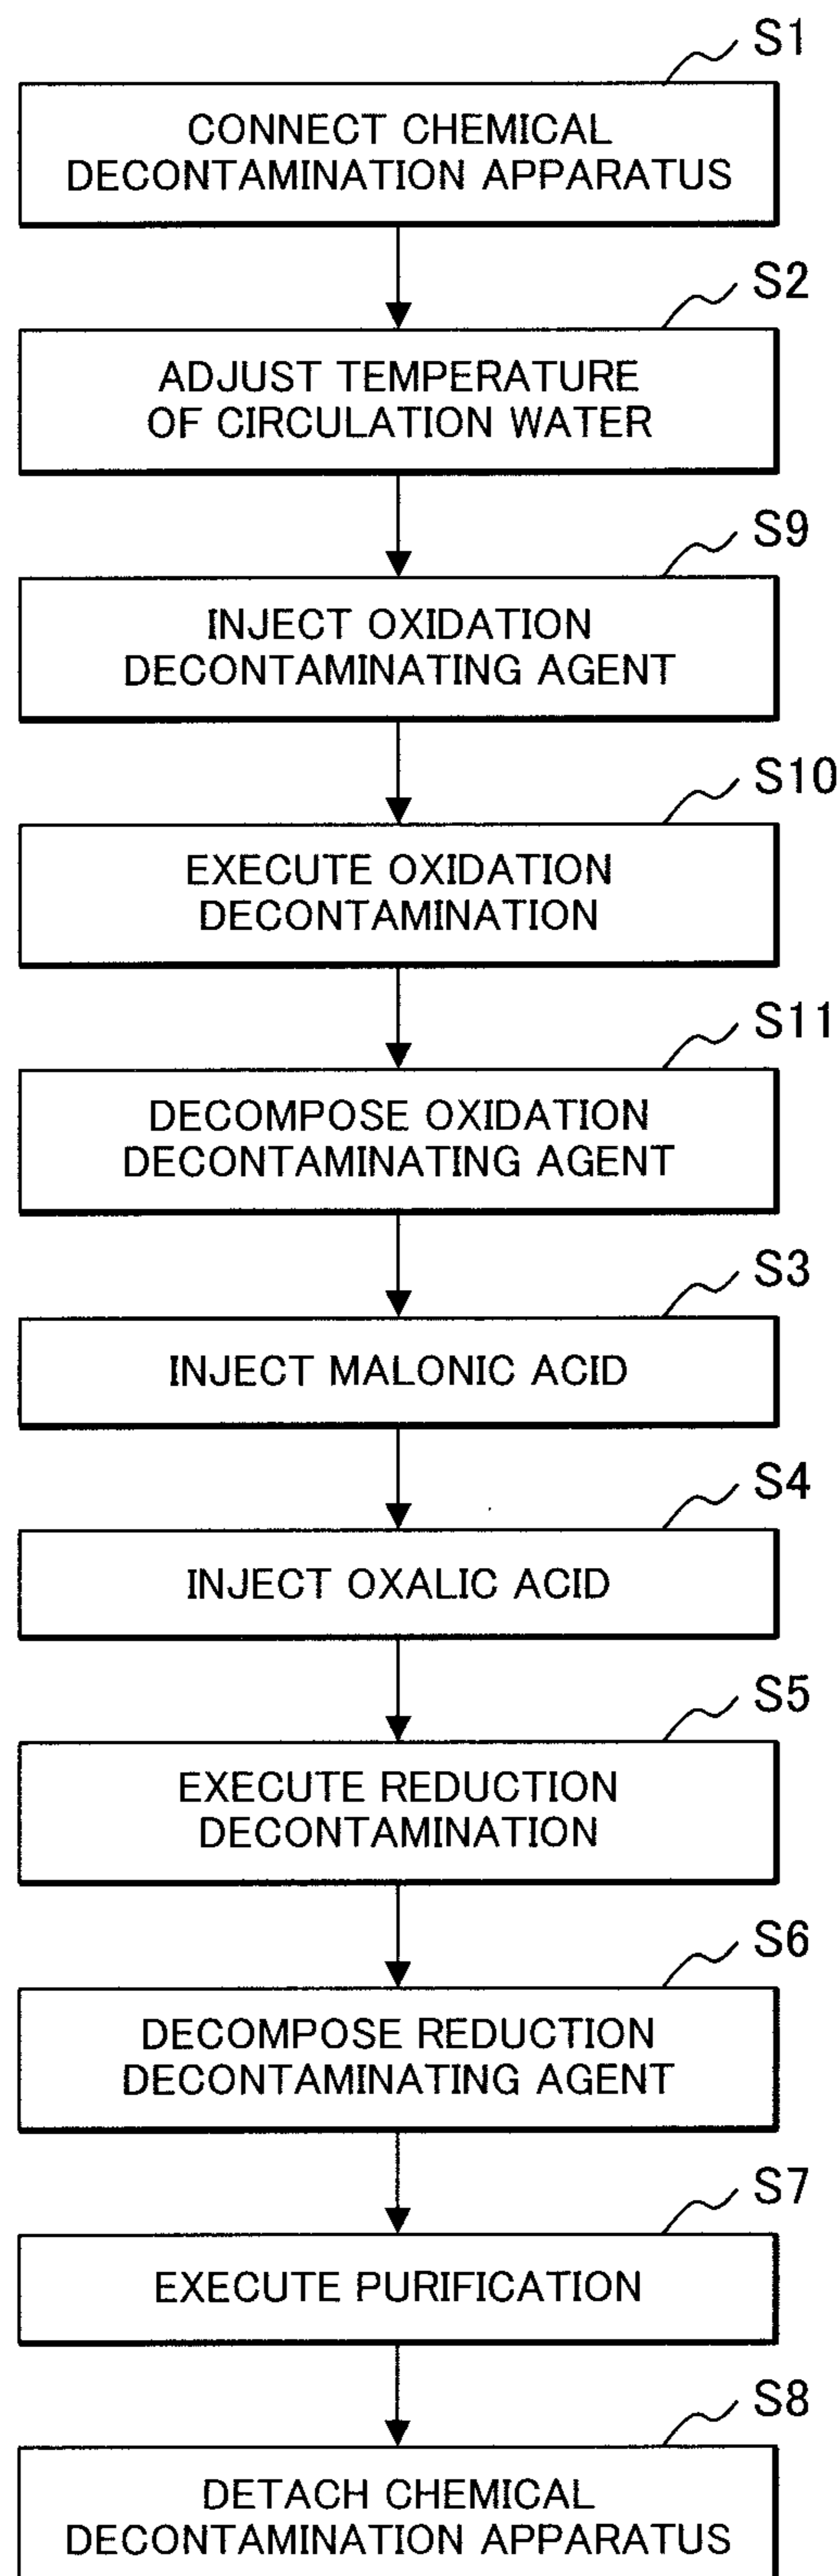 S1
CONNECT CHEMICAL
DECONTAMINATION APPARATUS
S2
ADJUST TEMPERATURE
OF CIRCULATION WATER
S9
INJECT OXIDATION
DECONTAMINATING AGENT
S10
EXECUTE OXIDATION
DECONTAMINATION
S11
DECOMPOSE OXIDATION
DECONTAMINATING AGENT
S3
INJECT MALONIC ACID
S4
INJECT OXALIC ACID
S5
EXECUTE REDUCTION
DECONTAMINATION
S6
DECOMPOSE REDUCTION
DECONTAMINATING AGENT
S7
EXECUTE PURIFICATION
S8
DETACH CHEMICAL
DECONTAMINATION APPARATUS